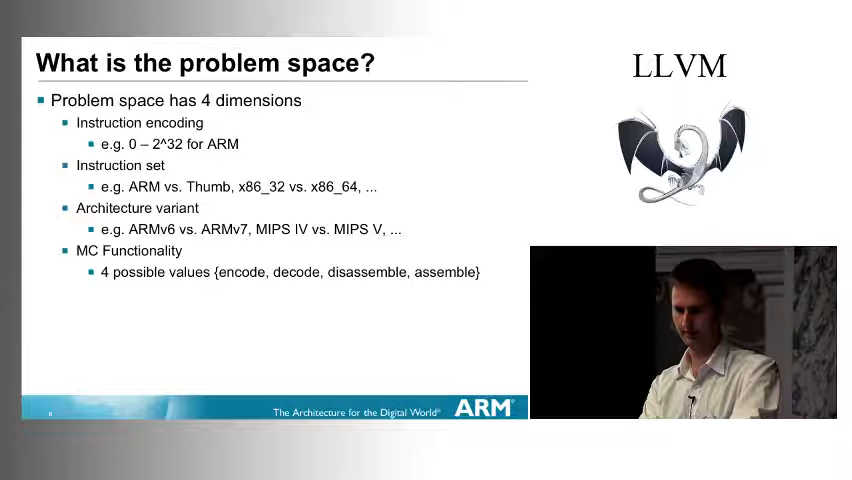 What is the problem space?
Problem space has 4 dimensions
Instruction encoding
e.g. 0 – 2^32 for ARM
Instruction set
e.g. ARM vs. Thumb, x86_32 vs. x86_64, ...
Architecture variant
e.g. ARMv6 vs. ARMv7, MIPS IV vs. MIPS V, ...
MC Functionality
4 possible values {encode, decode, disassemble, assemble}
The Architecture for the Digital World®
ARM®
LLVM